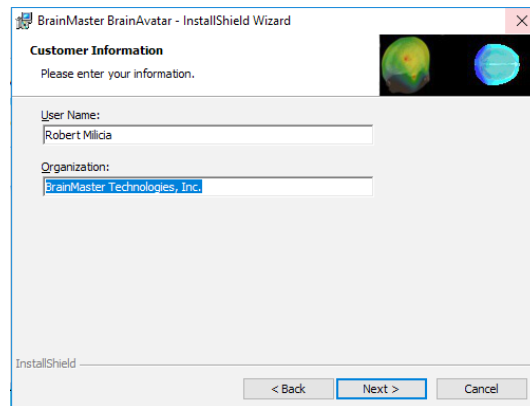 BrainMaster BrainAvatar - InstallShield Wizard
Customer Information
Please enter your information.
User Name:
Robert Milicia
Organization:
BrainMaster Technologies, Inc.
InstallShield
< Back
Next >
Cancel